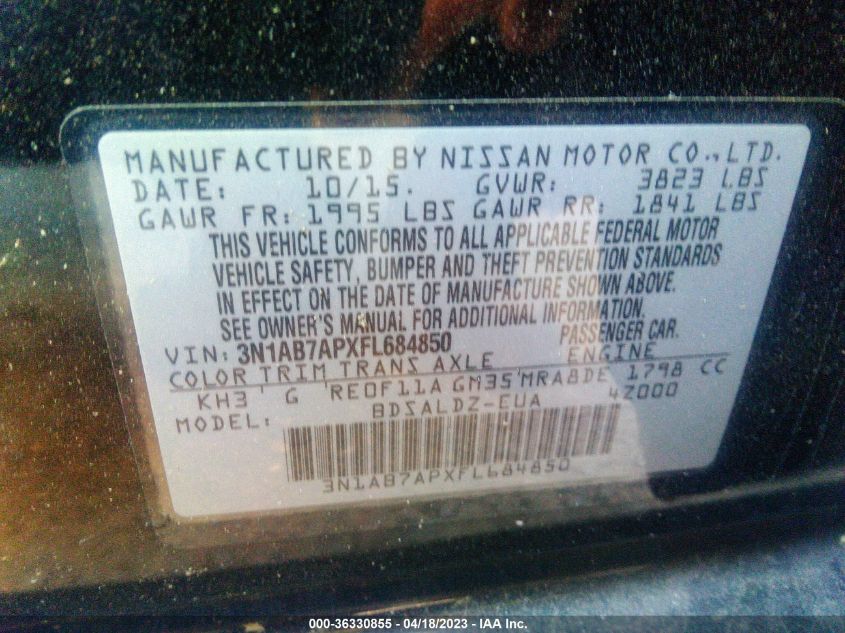 MANUFACTURED BY NISSAN MOTOR CO., LTD.
DATE: 10/15. GVWR: 3823 LBS
GAWR FR: 1995 LBS GAWR RR: 1841 LBS
THIS VEHICLE CONFORMS TO ALL APPLICABLE FEDERAL MOTOR
VEHICLE SAFETY, BUMPER AND THEFT PREVENTION STANDARDS
IN EFFECT ON THE DATE OF MANUFACTURE SHOWN ABOVE.
SEE OWNER'S MANUAL FOR ADDITIONAL INFORMATION.
VIN: 3N1AB7APXFL684850 PASSENGER CAR.
COLOR TRIM TRANS AXLE ENGINE
KH3 G RE0F11A GM35 MRA8DE 1798 CC
MODEL: BDSALDZ-EUA 4Z000
3N1AB7APXFL684850
000-36330855 - 04/18/2023 - IAA Inc.